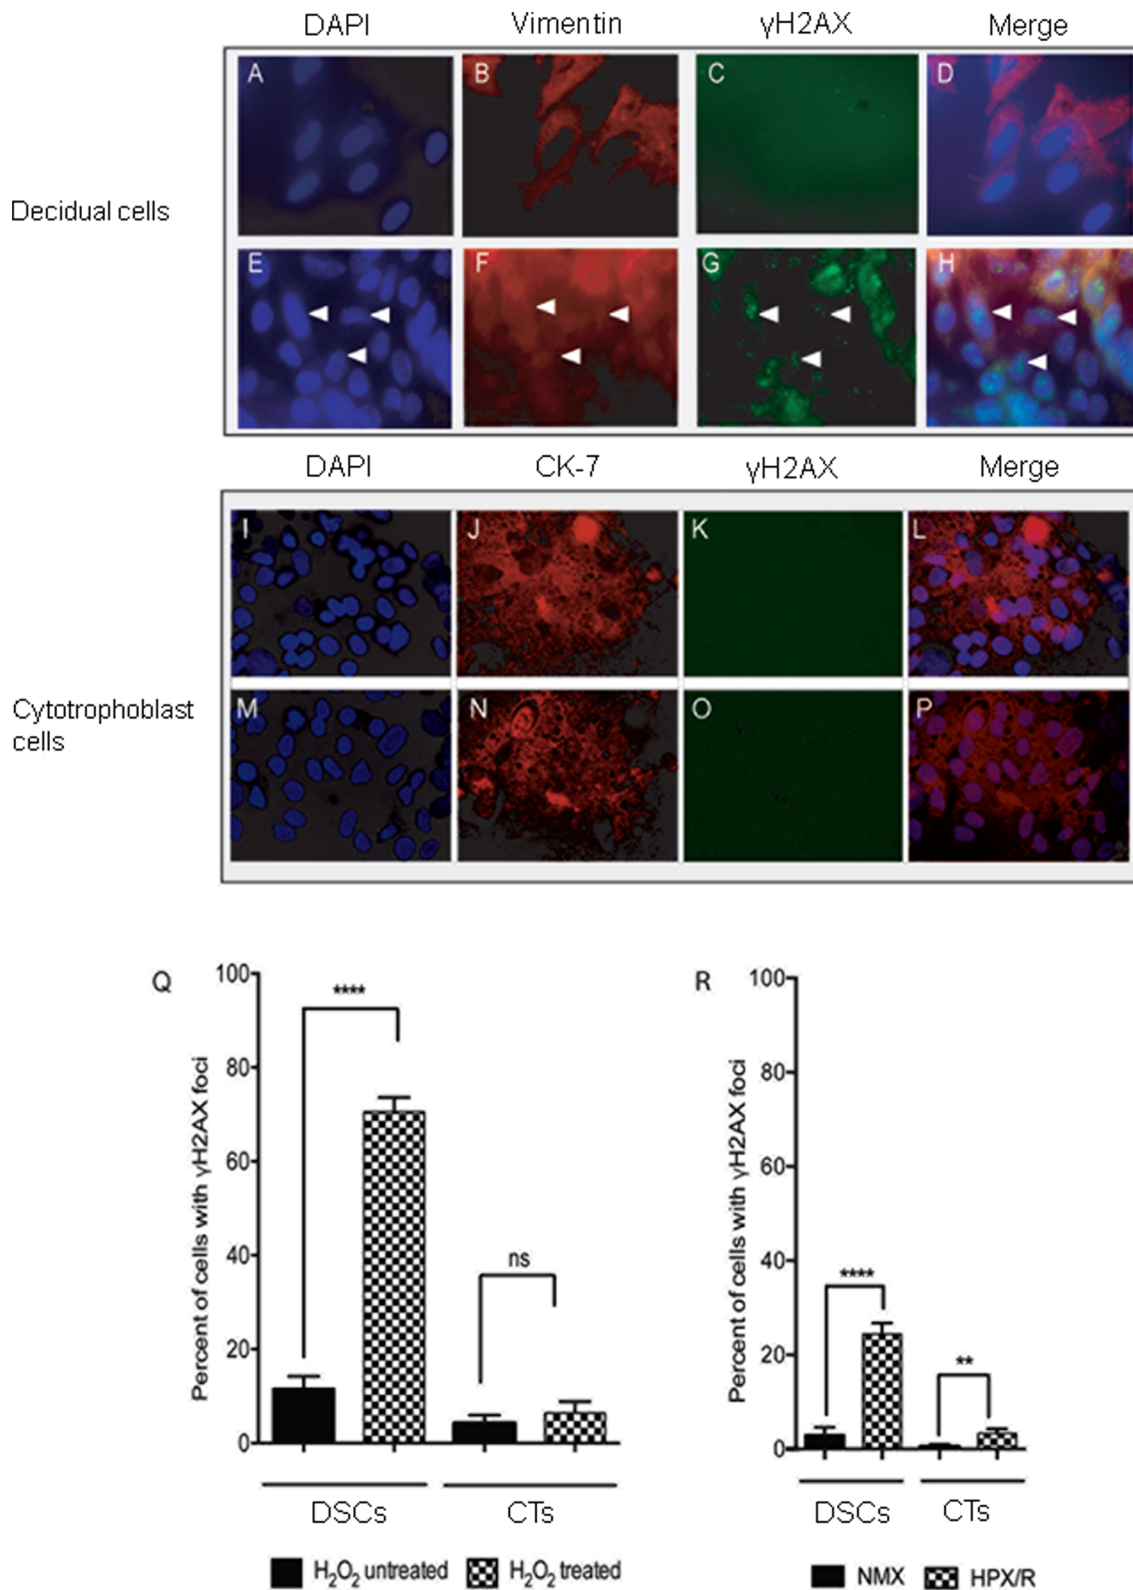 DAPI Vimentin γH2AX Merge
A B C D
Decidual cells
E F G H
DAPI CK-7 γH2AX Merge
I J K L
Cytotrophoblast
cells
M N O P
Q
Percent of cells with γH2AX foci
100
80
60
40
20
0
****
ns
DSCs CTs
H2O2 untreated H2O2 treated
R
Percent of cells with γH2AX foci
100
80
60
40
20
0
****
**
DSCs CTs
NMX HPX/R